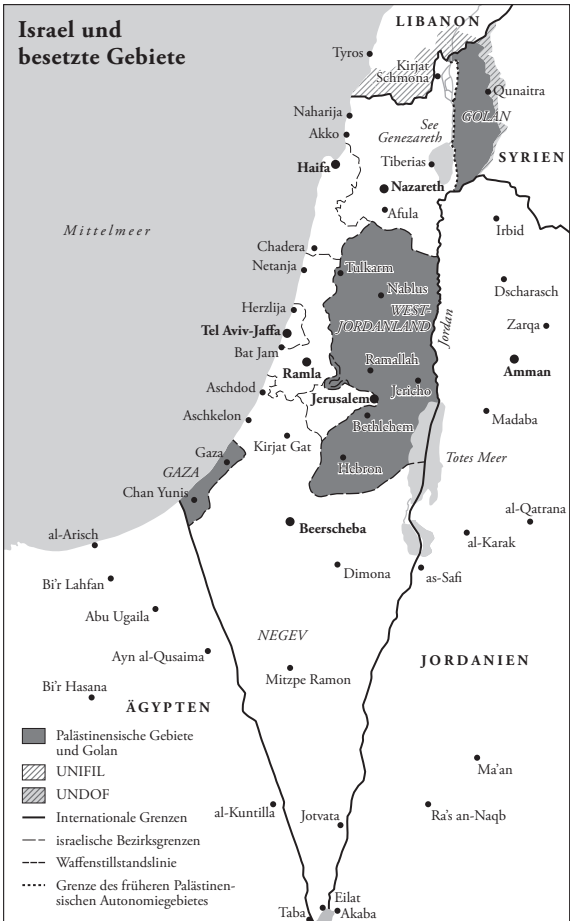 Israel und
besetzte Gebiete
LIBANON
Tyros
Kirjat
Schmona
Qunaitra
GOLAN
Naharija
Akko
See
Genezareth
SYRIEN
Haifa
Tiberias
Nazareth
Afula
Irbid
Mittelmeer
Chadera
Netanja
Tulkarm
Nablus
Dscharasch
Herzlija
WEST-
JORDANLAND
Jordan
Zarqa
Tel Aviv-Jaffa
Bat Jam
Ramla
Ramallah
Amman
Jericho
Aschdod
Jerusalem
Madaba
Aschkelon
Bethlehem
Kirjat Gat
Gaza
GAZA
Hebron
Totes Meer
Chan Yunis
al-Qatrana
Beerscheba
al-Arisch
al-Karak
Dimona
as-Safi
Bi'r Lahfan
Abu Ugaila
NEGEV
Ayn al-Qusaima
JORDANIEN
Mitzpe Ramon
Bi'r Hasana
ÄGYPTEN
Palästinensische Gebiete
und Golan
UNIFIL
UNDOF
Internationale Grenzen
israelische Bezirksgrenzen
Waffenstillstandslinie
Grenze des früheren Palästinen-
sischen Autonomiegebietes
Ma'an
al-Kuntilla
Jotvata
Ra's an-Naqb
Eilat
Taba
Akaba